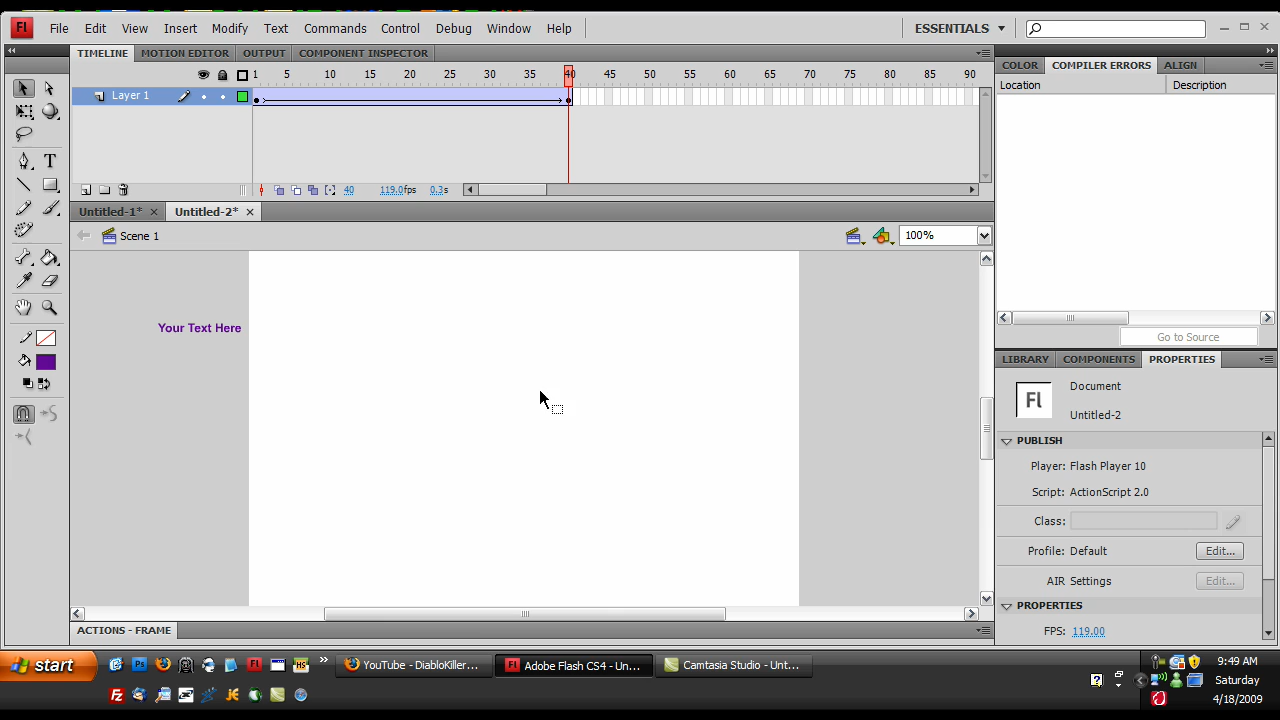 Fl File Edit View Insert Modify Text Commands Control Debug Window Help ESSENTIALS
TIMELINE MOTION EDITOR OUTPUT COMPONENT INSPECTOR
COLOR COMPILER ERRORS ALIGN
1 5 10 15 20 25 30 35 40 45 50 55 60 65 70 75 80 85 90
Location Description
Layer 1
40 119.0fps 0.3s
Untitled-1* Untitled-2*
Scene 1 100%
Your Text Here
Go to Source
LIBRARY COMPONENTS PROPERTIES
Fl Document
Untitled-2
PUBLISH
Player: Flash Player 10
Script: ActionScript 2.0
Class:
Profile: Default Edit...
AIR Settings Edit...
PROPERTIES
FPS: 119.00
ACTIONS - FRAME
start YouTube - DiabloKiller... Adobe Flash CS4 - Un... Camtasia Studio - Unt...
9:49 AM
Saturday
4/18/2009